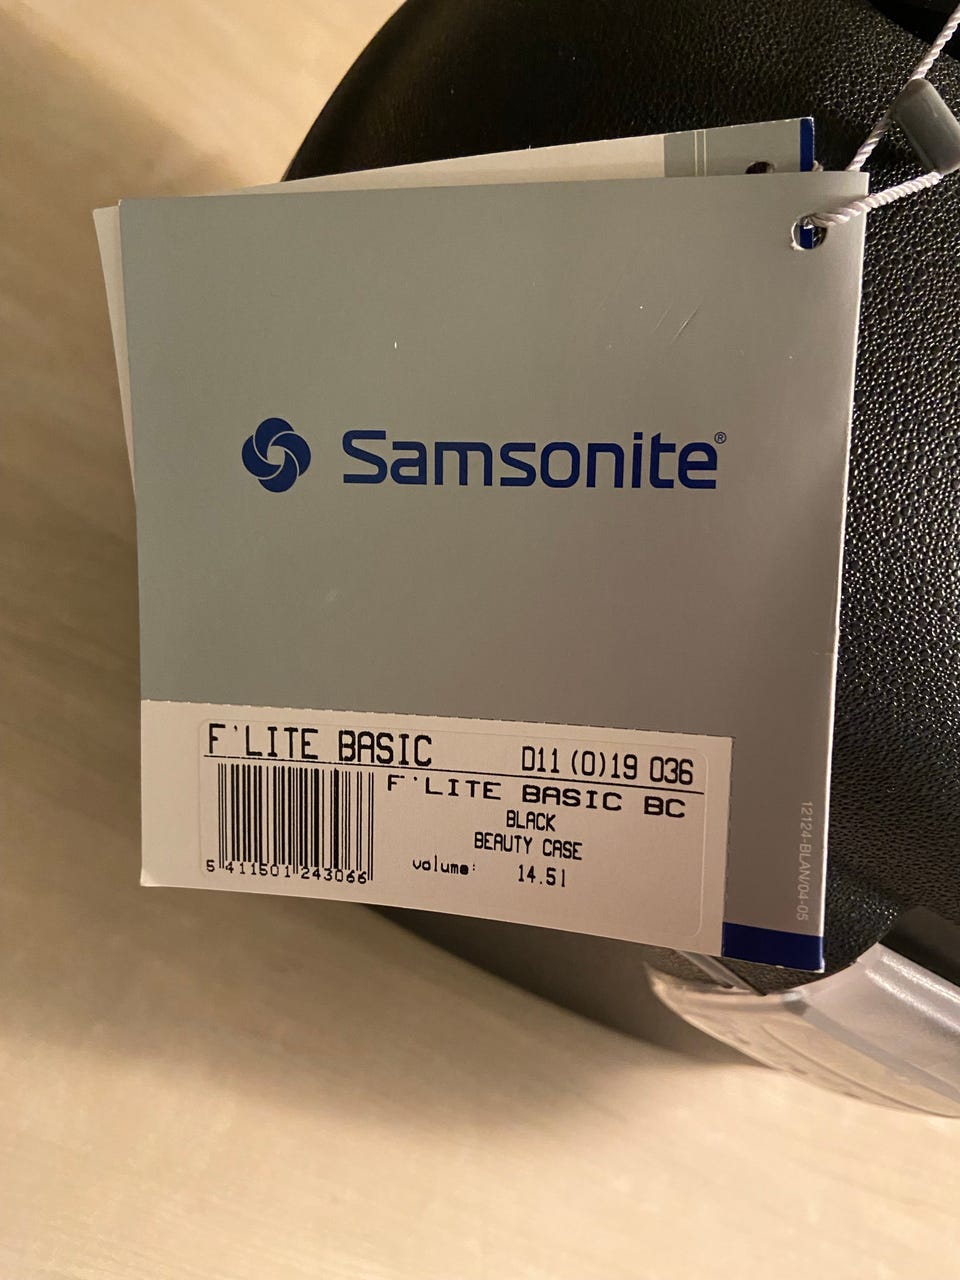 Samsonite®
F'LITE BASIC D11 (0)19 036
F'LITE BASIC BC
BLACK
BEAUTY CASE
volume: 14.5l
5 411501 243066
12124-BLAN/04-05